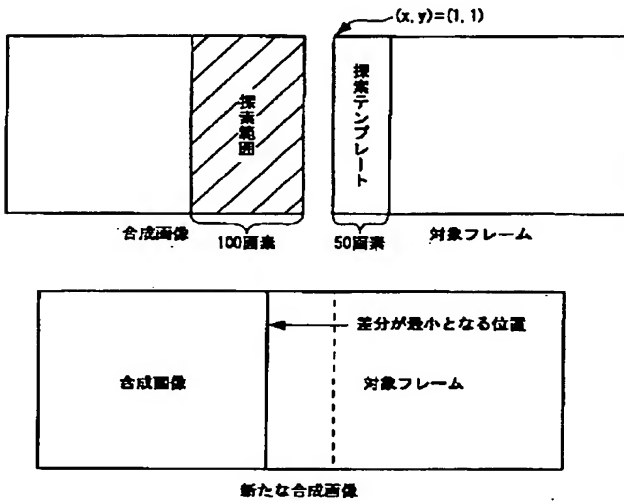 (x, y)=(1, 1)
探索範囲
探索テンプレート
合成画像
100画素
50画素
対象フレーム
差分が最小となる位置
合成画像
対象フレーム
新たな合成画像